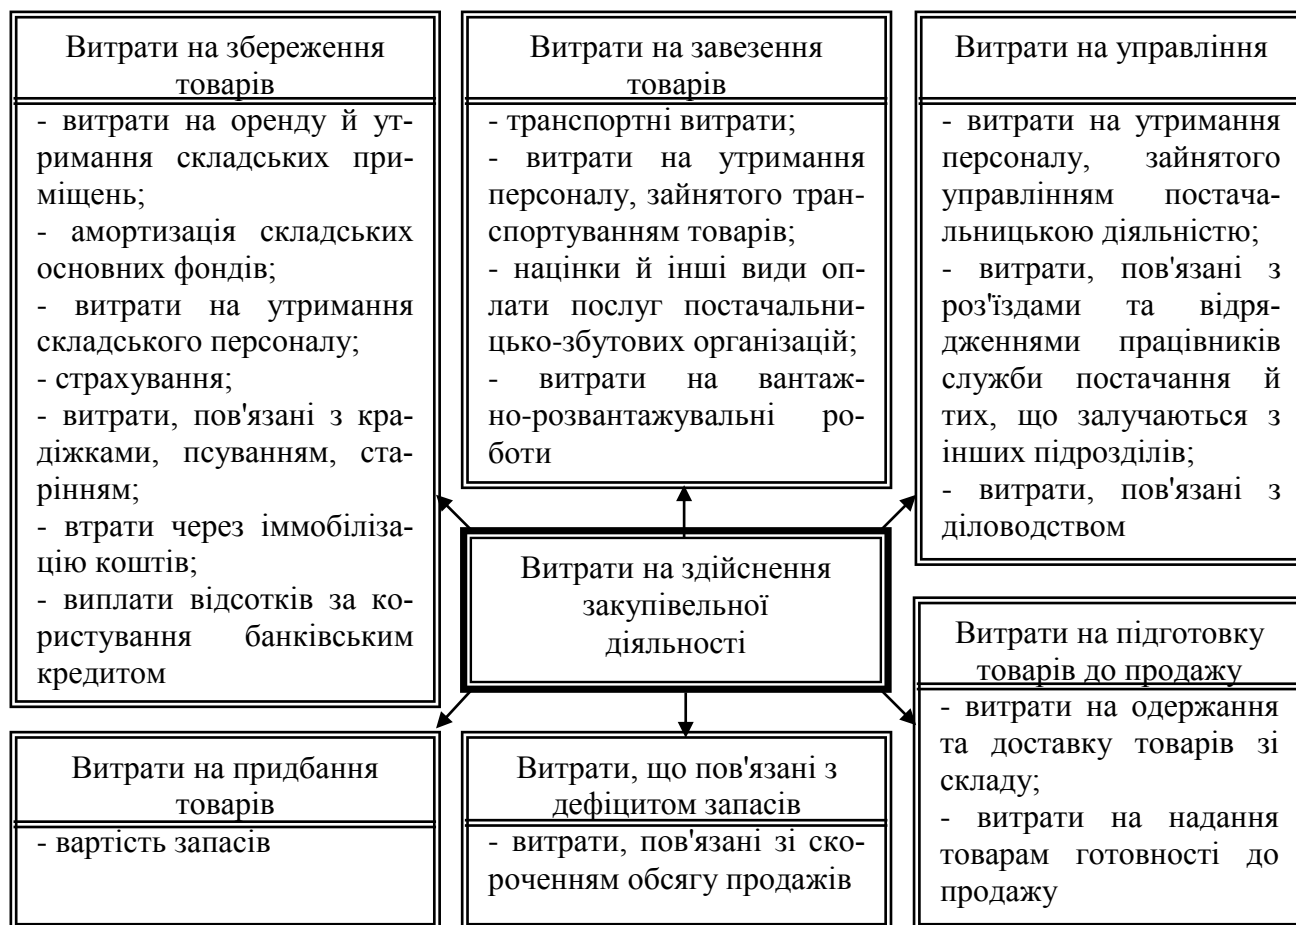 Витрати на збереження
товарів
- витрати на оренду й ут-
римання складських при-
міщень;
- амортизація складських
основних фондів;
- витрати на утримання
складського персоналу;
- страхування;
- витрати, пов'язані з кра-
діжками, псуванням, ста-
рінням;
- втрати через іммобіліза-
цію коштів;
- виплати відсотків за ко-
ристування банківським
кредитом
Витрати на завезення
товарів
- транспортні витрати;
- витрати на утримання
персоналу, зайнятого тран-
спортуванням товарів;
- націнки й інші види оп-
лати послуг постачальни-
цько-збутових організацій;
- витрати на вантаж-
но-розвантажувальні ро-
боти
Витрати на управління
- витрати на утримання
персоналу, зайнятого
управлінням постача-
льницькою діяльністю;
- витрати, пов'язані з
роз'їздами та відря-
дженнями працівників
служби постачання й
тих, що залучаються з
інших підрозділів;
- витрати, пов'язані з
діловодством
Витрати на здійснення
закупівельної
діяльності
Витрати на придбання
товарів
- вартість запасів
Витрати, що пов'язані з
дефіцитом запасів
- витрати, пов'язані зі ско-
роченням обсягу продажів
Витрати на підготовку
товарів до продажу
- витрати на одержання
та доставку товарів зі
складу;
- витрати на надання
товарам готовності до
продажу